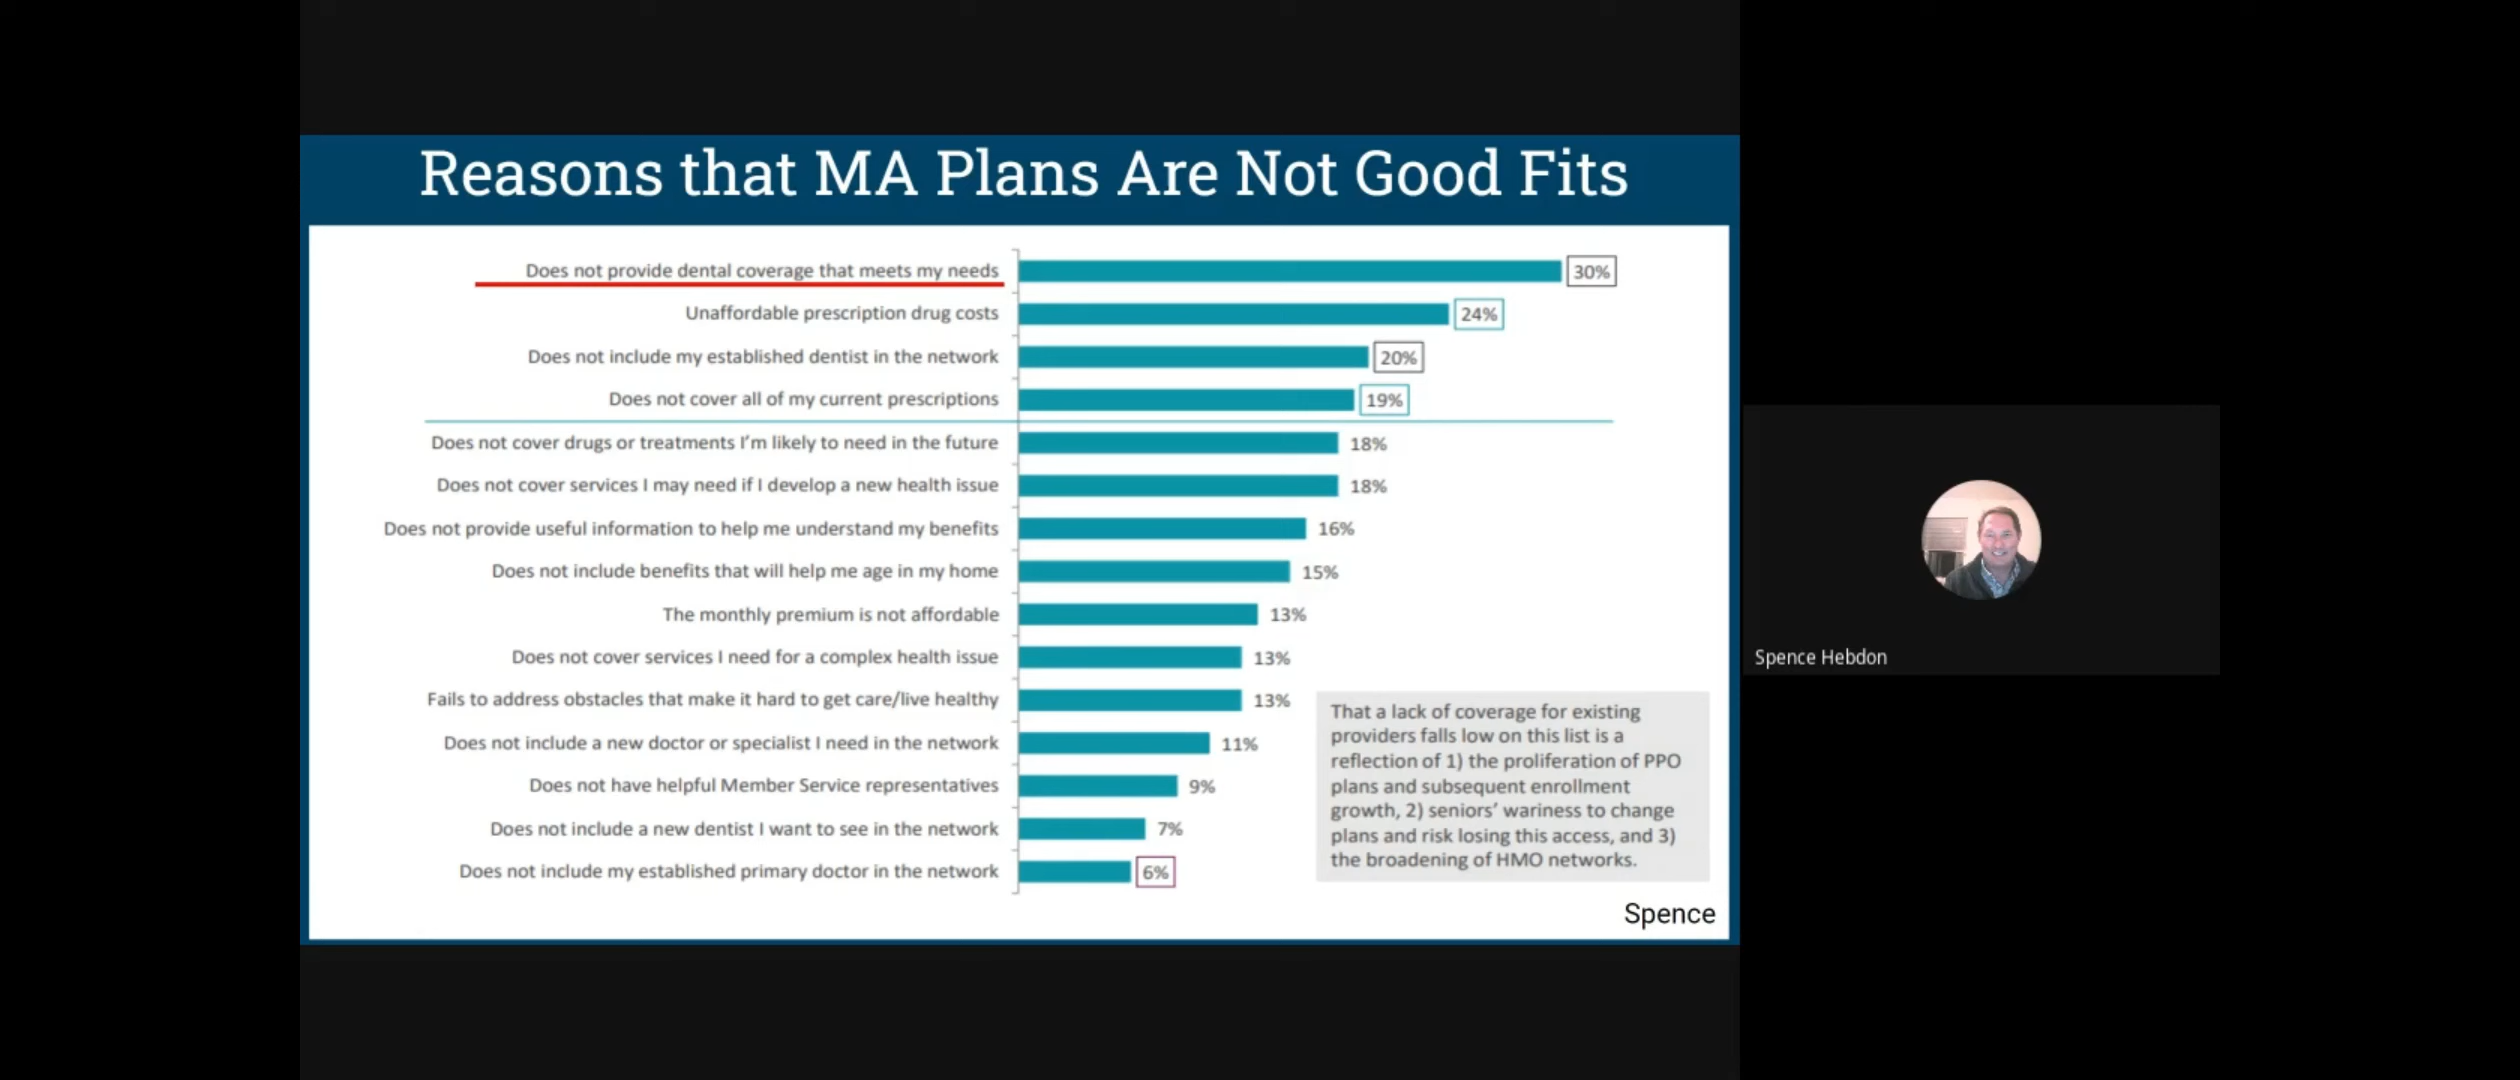 Reasons that MA Plans Are Not Good Fits
Does not provide dental coverage that meets my needs 30%
Unaffordable prescription drug costs 24%
Does not include my established dentist in the network 20%
Does not cover all of my current prescriptions 19%
Does not cover drugs or treatments I'm likely to need in the future 18%
Does not cover services I may need if I develop a new health issue 18%
Does not provide useful information to help me understand my benefits 16%
Does not include benefits that will help me age in my home 15%
The monthly premium is not affordable 13%
Does not cover services I need for a complex health issue 13%
Fails to address obstacles that make it hard to get care/live healthy 13%
Does not include a new doctor or specialist I need in the network 11%
Does not have helpful Member Service representatives 9%
Does not include a new dentist I want to see in the network 7%
Does not include my established primary doctor in the network 6%
That a lack of coverage for existing
providers falls low on this list is a
reflection of 1) the proliferation of PPO
plans and subsequent enrollment
growth, 2) seniors' wariness to change
plans and risk losing this access, and 3)
the broadening of HMO networks.
Spence
Spence Hebdon